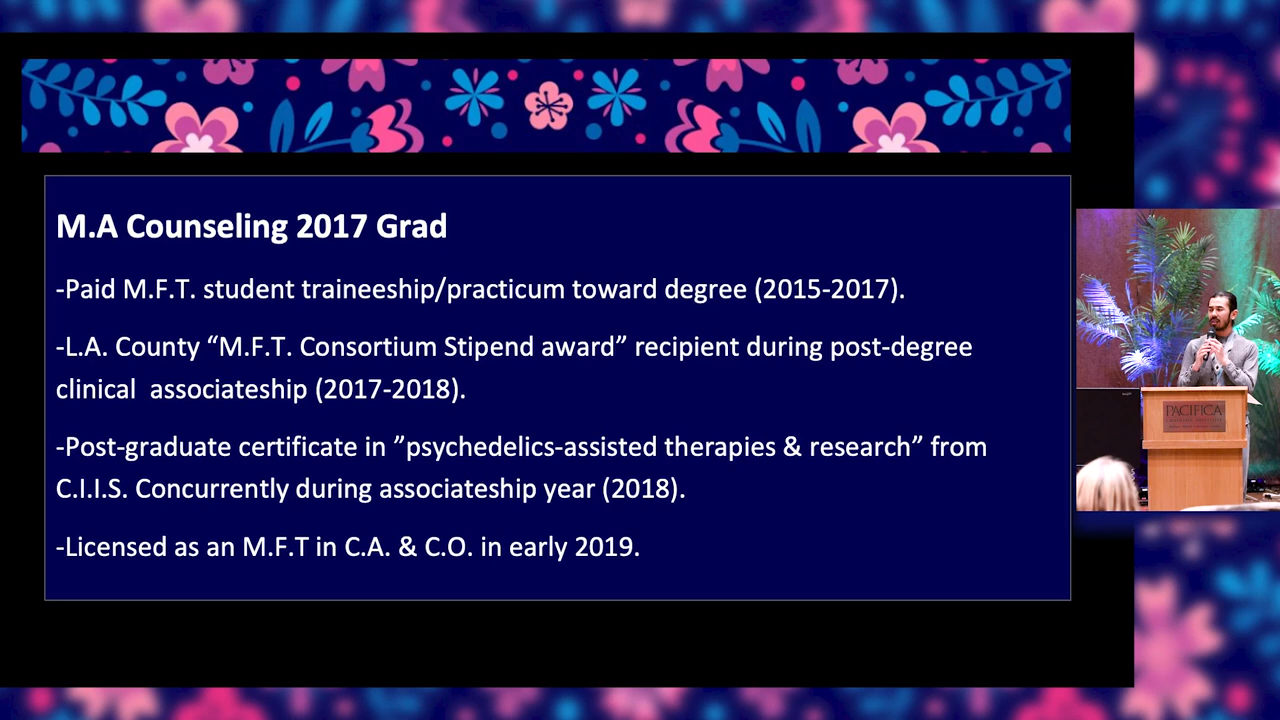 M.A Counseling 2017 Grad
-Paid M.F.T. student traineeship/practicum toward degree (2015-2017).
-L.A. County “M.F.T. Consortium Stipend award” recipient during post-degree
clinical  associateship (2017-2018).
-Post-graduate certificate in ”psychedelics-assisted therapies & research” from
C.I.I.S. Concurrently during associateship year (2018).
-Licensed as an M.F.T in C.A. & C.O. in early 2019.
PACIFICA